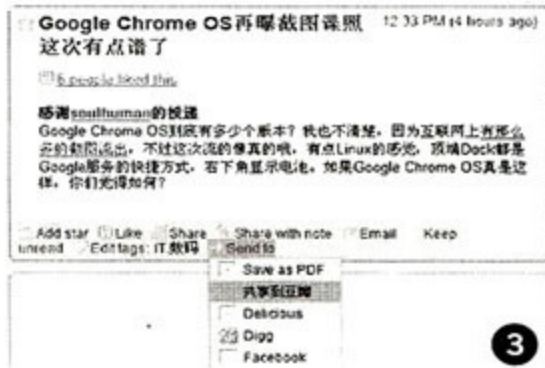 Google Chrome OS再曝截图谍照 12:33 PM (4 hours ago)
这次有点谱了
6 people liked this
感谢soulhuman的投递
Google Chrome OS到底有多少个版本？我也不清楚，因为互联网上有那么
多的截图流出，不过这次流的像真的哦，有点Linux的感觉，顶端Dock都是
Google服务的快捷方式，右下角显示电池。如果Google Chrome OS真是这
样，你们觉得如何？
Add star Like Share Share with note Email Keep
unread Edit tags: IT.数码 Send to
Save as PDF
共享到豆瓣
Delicious
Digg
Facebook
3